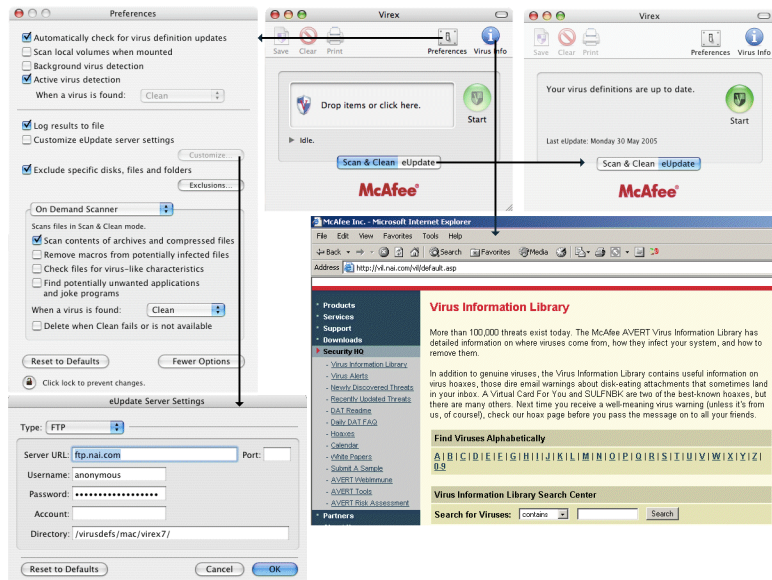 Preferences
Automatically check for virus definition updates
Scan local volumes when mounted
Background virus detection
Active virus detection
When a virus is found: Clean
Log results to file
Customize eUpdate server settings
Customize...
Exclude specific disks, files and folders
Exclusions...
On Demand Scanner
Scans files in Scan & Clean mode.
Scan contents of archives and compressed files
Remove macros from potentially infected files
Check files for virus-like characteristics
Find potentially unwanted applications
and joke programs
When a virus is found: Clean
Delete when Clean fails or is not available
Reset to Defaults Fewer Options
Click lock to prevent changes.
eUpdate Server Settings
Type: FTP
Server URL: ftp.nai.com Port:
Username: anonymous
Password: ••••••••••••••••••
Account:
Directory: /virusdefs/mac/virex7/
Reset to Defaults Cancel OK
Virex
Save Clear Print Preferences Virus Info
Drop items or click here.
Start
Idle.
Scan & Clean eUpdate
McAfee®
Virex
Save Clear Print Preferences Virus Info
Your virus definitions are up to date.
Start
Last eUpdate: Monday 30 May 2005
Scan & Clean eUpdate
McAfee®
McAfee Inc. - Microsoft Internet Explorer
File Edit View Favorites Tools Help
Back Search Favorites Media
Address http://vil.nai.com/vil/default.asp
Products
Services
Support
Downloads
Security HQ
- Virus Information Library
- Virus Alerts
- Newly Discovered Threats
- Recently Updated Threats
- DAT Readme
- Daily DAT FAQ
- Hoaxes
- Calendar
- White Papers
- Submit A Sample
- AVERT WebImmune
- AVERT Tools
- AVERT Risk Assessment
Partners
Virus Information Library
More than 100,000 threats exist today. The McAfee AVERT Virus Information Library has
detailed information on where viruses come from, how they infect your system, and how to
remove them.
In addition to genuine viruses, the Virus Information Library contains useful information on
virus hoaxes, those dire email warnings about disk-eating attachments that sometimes land
in your inbox. A Virtual Card For You and SULFNBK are two of the best-known hoaxes, but
there are many others. Next time you receive a well-meaning virus warning (unless it's from
us, of course!), check our hoax page before you pass the message on to all your friends.
Find Viruses Alphabetically
A | B | C | D | E | F | G | H | I | J | K | L | M | N | O | P | Q | R | S | T | U | V | W | X | Y | Z |
0-9
Virus Information Library Search Center
Search for Viruses: contains Search